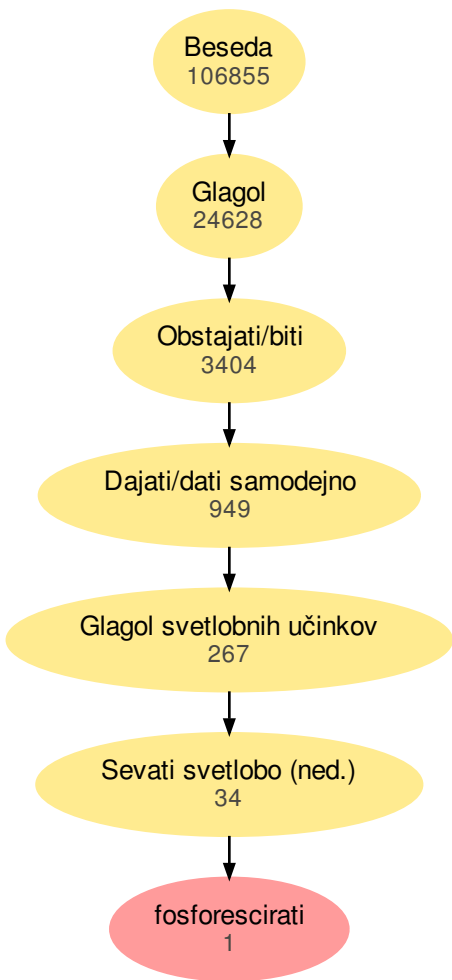 Beseda
106855
Glagol
24628
Obstajati/biti
3404
Dajati/dati samodejno
949
Glagol svetlobnih učinkov
267
Sevati svetlobo (ned.)
34
fosforescirati
1